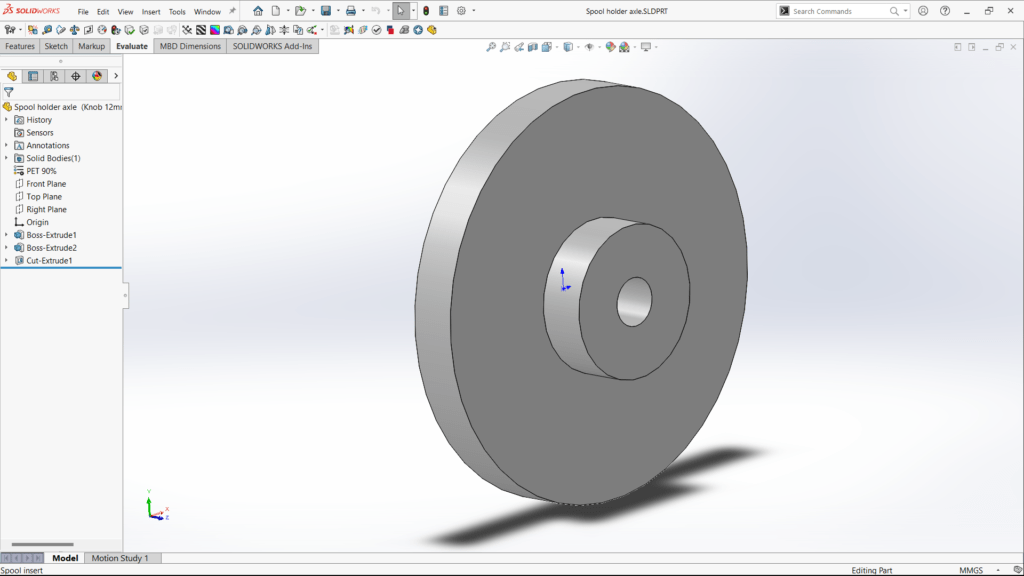 SOLIDWORKS File Edit View Insert Tools Window Spool holder axle.SLDPRT Search Commands
Features Sketch Markup Evaluate MBD Dimensions SOLIDWORKS Add-Ins
Spool holder axle (Knob 12m
History
Sensors
Annotations
Solid Bodies(1)
PET 90%
Front Plane
Top Plane
Right Plane
Origin
Boss-Extrude1
Boss-Extrude2
Cut-Extrude1
Y
X
Z
Model Motion Study 1
Spool insert Editing Part MMGS